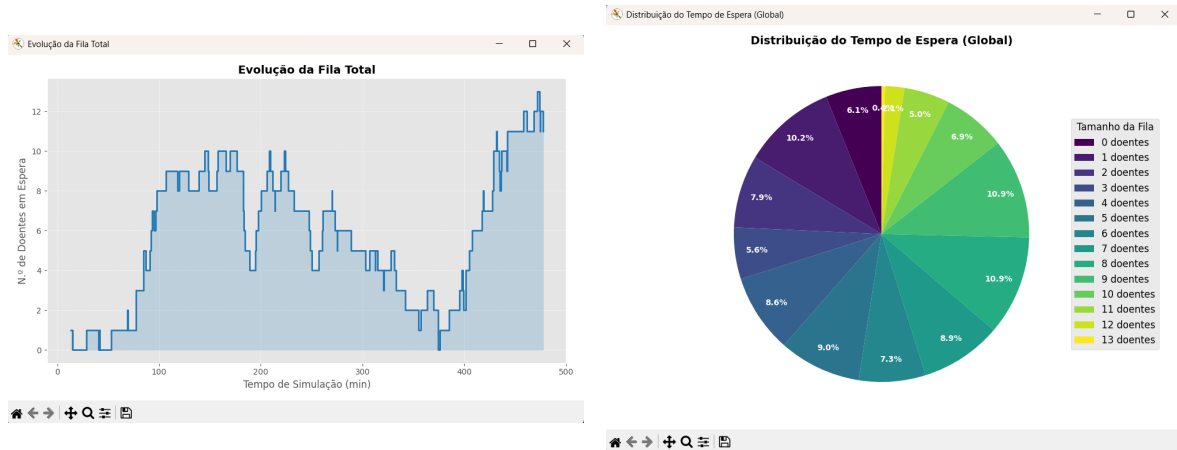 Evolução da Fila Total
Evolução da Fila Total
12
10
8
6
4
2
0
N.º de Doentes em Espera
0 100 200 300 400 500
Tempo de Simulação (min)
Distribuição do Tempo de Espera (Global)
Distribuição do Tempo de Espera (Global)
6.1%
10.2%
7.9%
5.6%
8.6%
9.0%
7.3%
8.9%
10.9%
10.9%
6.9%
5.0%
Tamanho da Fila
0 doentes
1 doentes
2 doentes
3 doentes
4 doentes
5 doentes
6 doentes
7 doentes
8 doentes
9 doentes
10 doentes
11 doentes
12 doentes
13 doentes